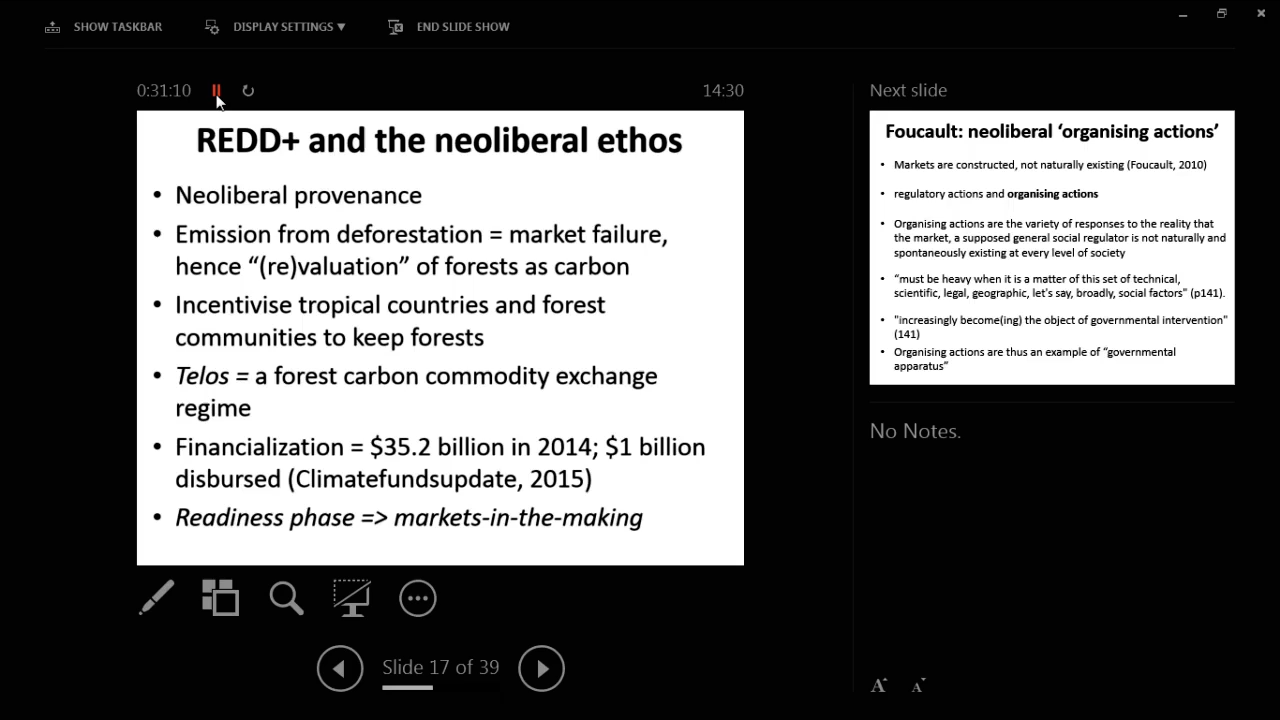 SHOW TASKBAR
DISPLAY SETTINGS ▼
END SLIDE SHOW
0:31:10
14:30
REDD+ and the neoliberal ethos
• Neoliberal provenance
• Emission from deforestation = market failure,
hence “(re)valuation” of forests as carbon
• Incentivise tropical countries and forest
communities to keep forests
• Telos = a forest carbon commodity exchange
regime
• Financialization = $35.2 billion in 2014; $1 billion
disbursed (Climatefundsupdate, 2015)
• Readiness phase => markets-in-the-making
Slide 17 of 39
Next slide
Foucault: neoliberal ‘organising actions’
• Markets are constructed, not naturally existing (Foucault, 2010)
• regulatory actions and organising actions
• Organising actions are the variety of responses to the reality that
the market, a supposed general social regulator is not naturally and
spontaneously existing at every level of society
• “must be heavy when it is a matter of this set of technical,
scientific, legal, geographic, let's say, broadly, social factors" (p141).
• "increasingly become(ing) the object of governmental intervention"
(141)
• Organising actions are thus an example of “governmental
apparatus”
No Notes.
A A